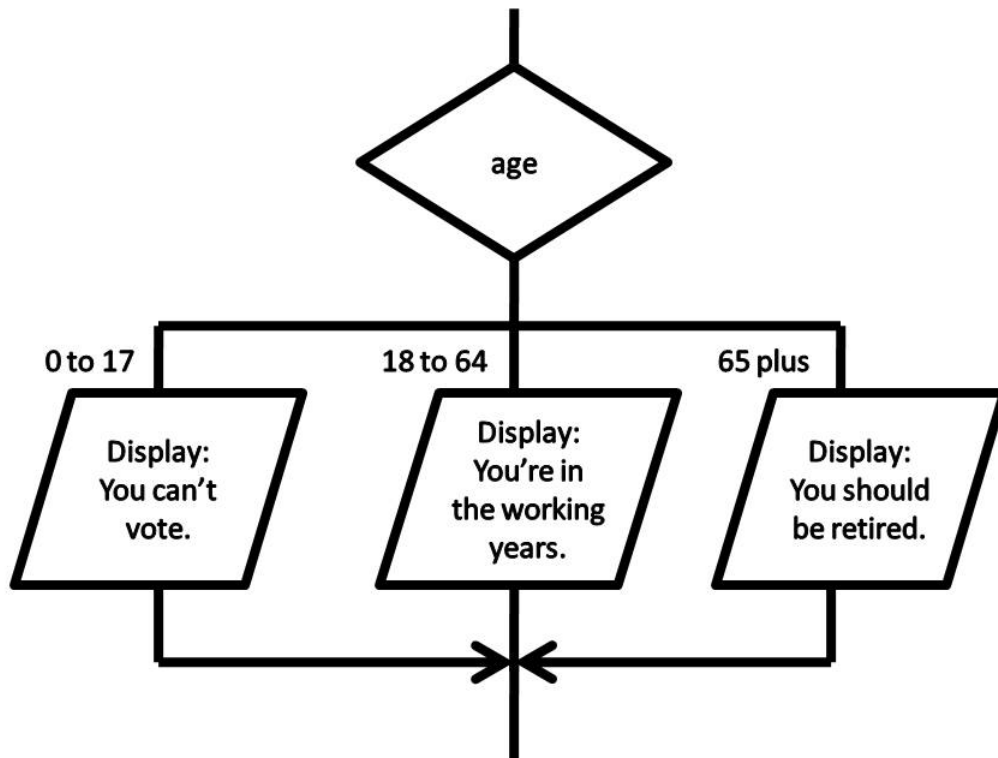 age
0 to 17
18 to 64
65 plus
Display:
You can’t
vote.
Display:
You’re in
the working
years.
Display:
You should
be retired.